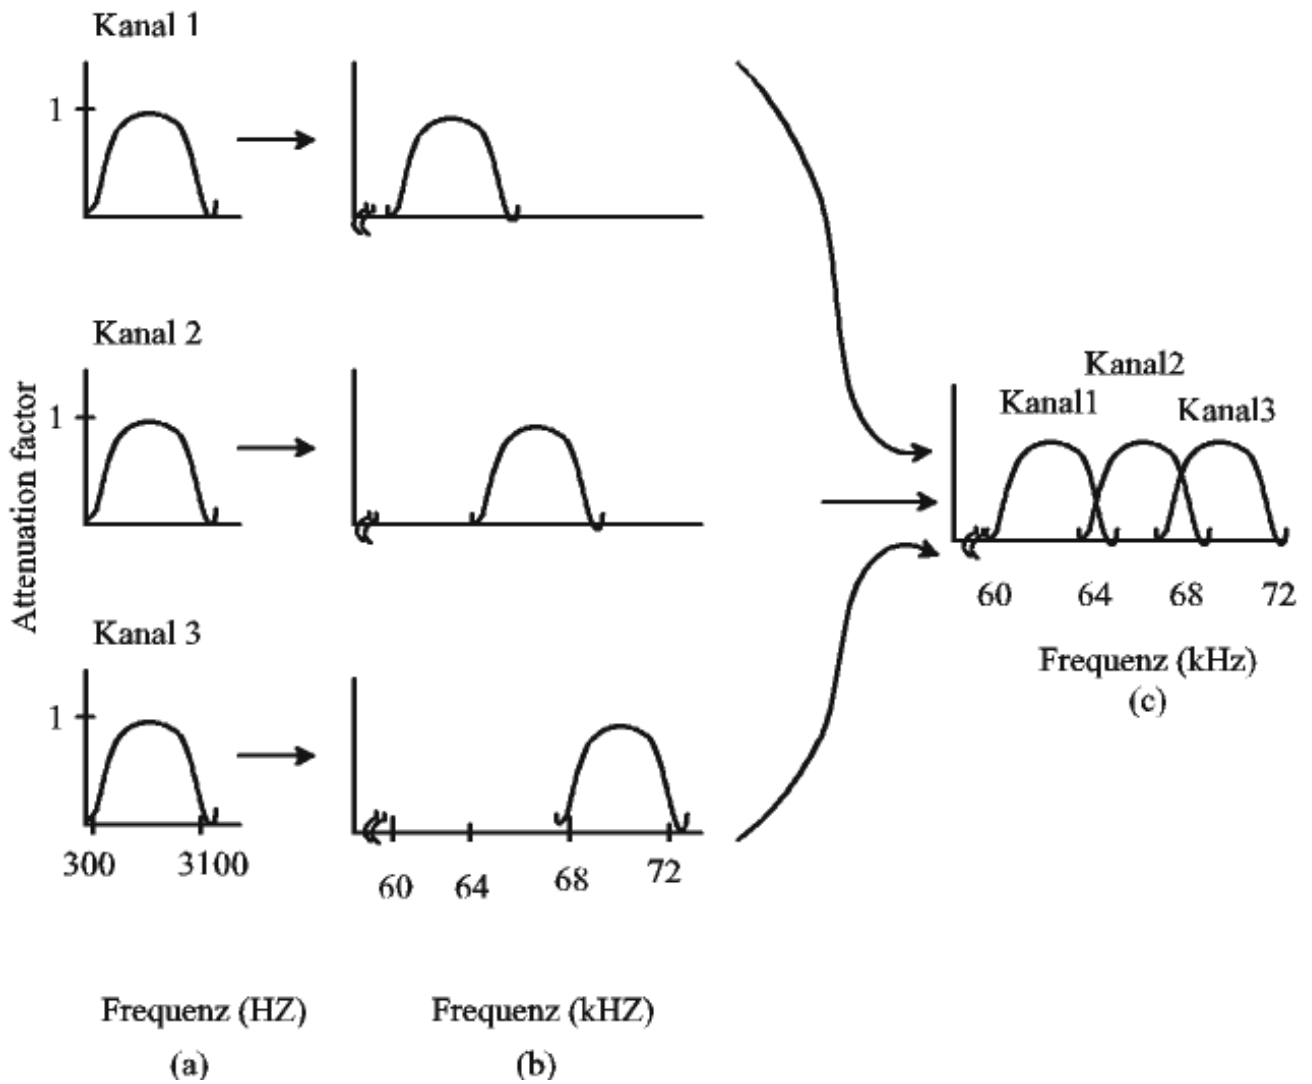 Kanal 1
1
Kanal 2
1
Attenuation factor
Kanal 3
1
300 3100
60 64 68 72
Frequenz (HZ)
(a)
Frequenz (kHZ)
(b)
Kanal2
Kanal1
Kanal3
60 64 68 72
Frequenz (kHz)
(c)